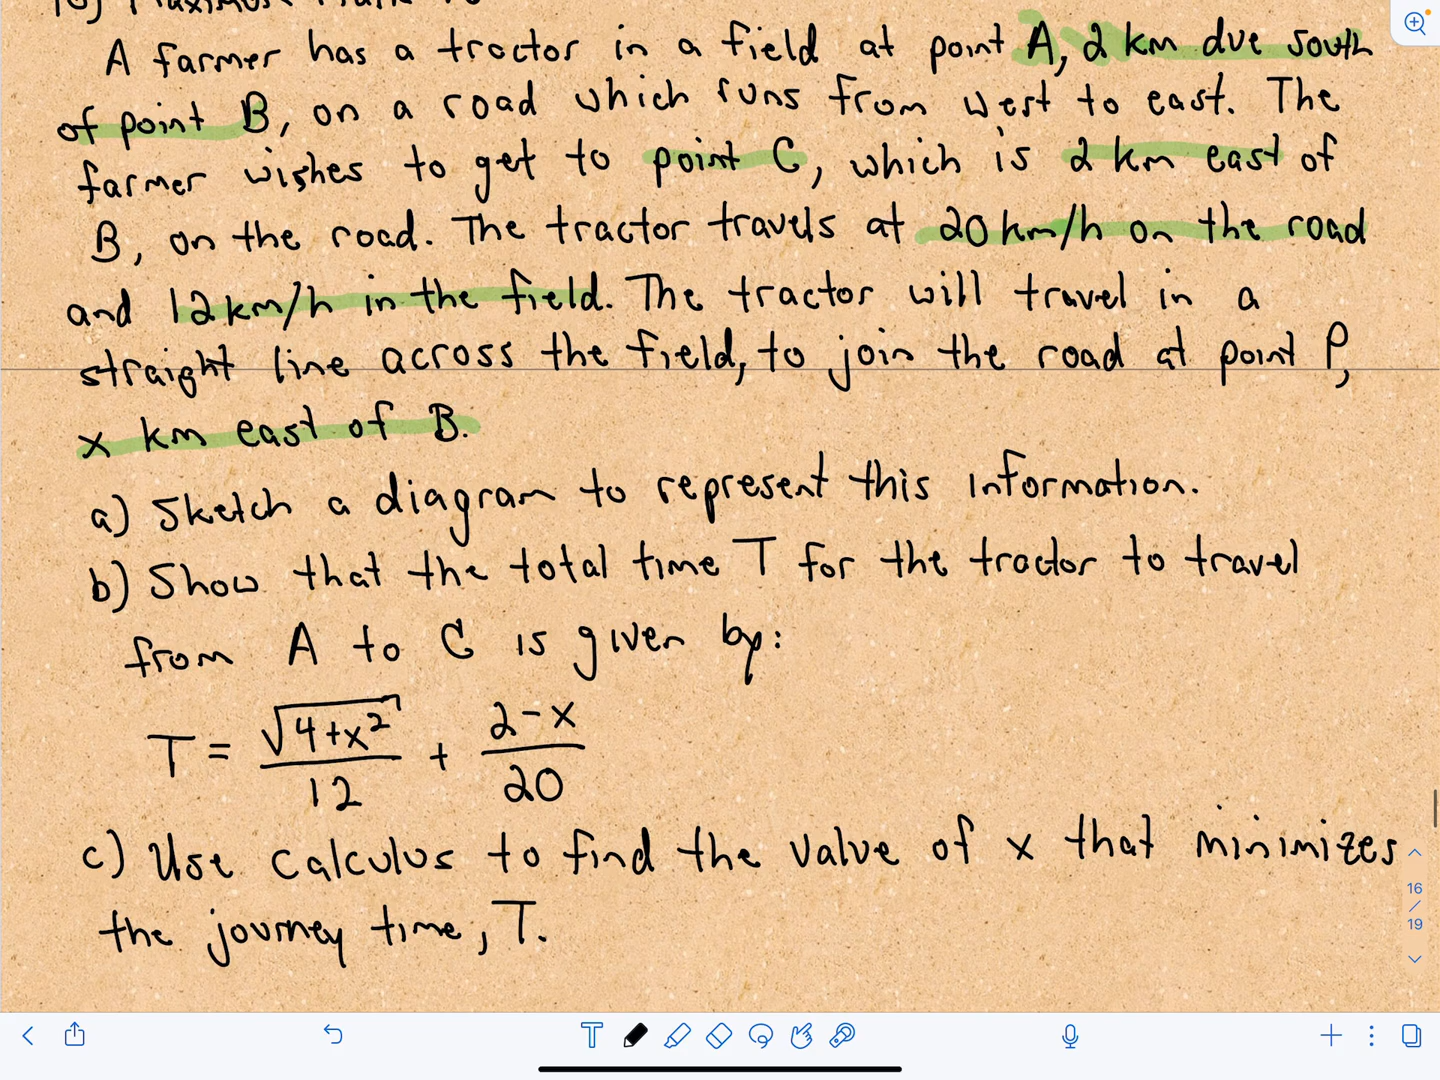 A farmer has a tractor in a field at point A, 2 km due south
of point B, on a road which runs from west to east. The
farmer wishes to get to point C, which is 2 km east of
B, on the road. The tractor travels at 20 km/h on the road
and 12 km/h in the field. The tractor will travel in a
straight line across the field, to join the road at point P,
x km east of B.
a) Sketch a diagram to represent this information.
b) Show that the total time T for the tractor to travel
from A to C is given by:
T = √(4+x²)/12 + (2-x)/20
c) Use calculus to find the value of x that minimizes
the journey time, T.
16
/
19
T